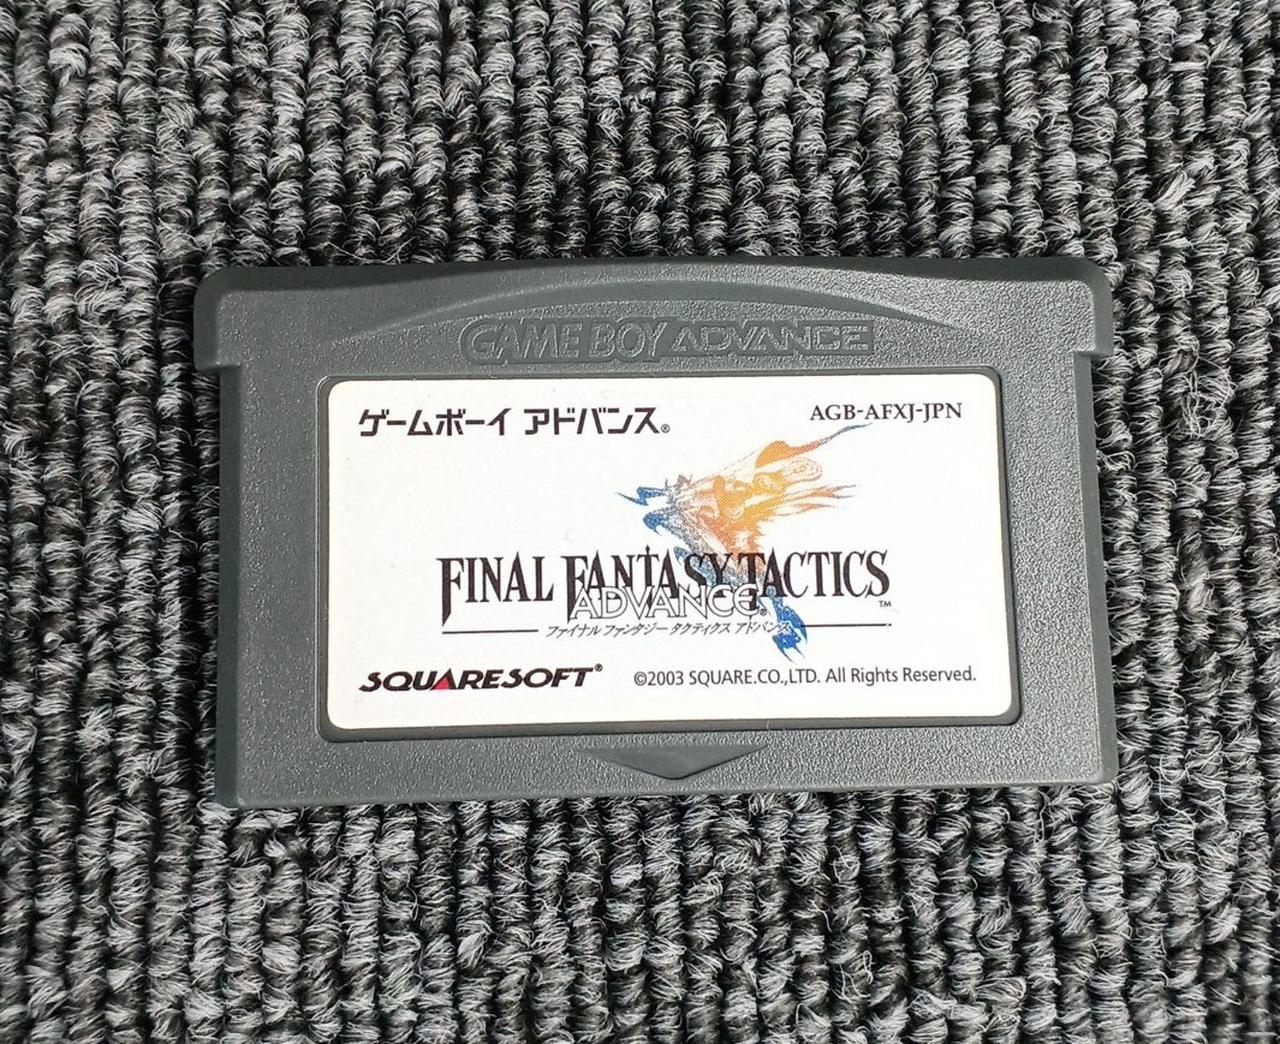 GAME BOY ADVANCE
ゲームボーイ アドバンス®
AGB-AFXJ-JPN
FINAL FANTASY TACTICS
ADVANCE®
TM
ファイナルファンタジータクティクス アドバンス
SQUARESOFT®
©2003 SQUARE.CO.,LTD. All Rights Reserved.